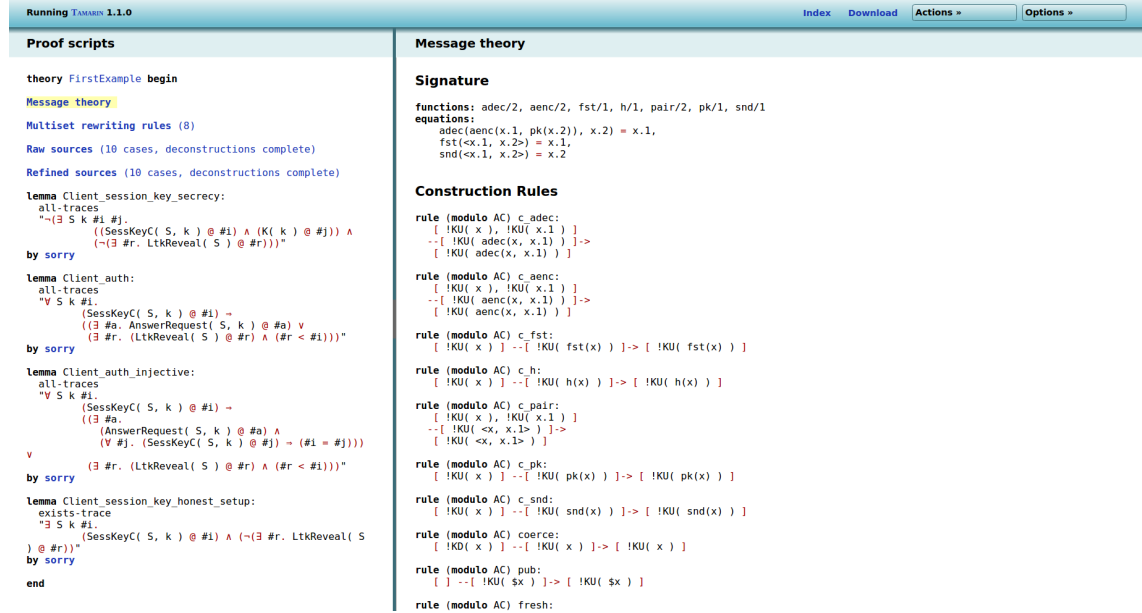 Running TAMARIN 1.1.0
Index Download Actions » Options »
Proof scripts
theory FirstExample begin
Message theory
Multiset rewriting rules (8)
Raw sources (10 cases, deconstructions complete)
Refined sources (10 cases, deconstructions complete)
lemma Client_session_key_secrecy:
all-traces
"¬(∃ S k #i #j.
((SessKeyC( S, k ) @ #i) ∧ (K( k ) @ #j)) ∧
(¬(∃ #r. LtkReveal( S ) @ #r)))"
by sorry
lemma Client_auth:
all-traces
"∀ S k #i.
(SessKeyC( S, k ) @ #i) ⇒
((∃ #a. AnswerRequest( S, k ) @ #a) ∨
(∃ #r. (LtkReveal( S ) @ #r) ∧ (#r < #i)))"
by sorry
lemma Client_auth_injective:
all-traces
"∀ S k #i.
(SessKeyC( S, k ) @ #i) ⇒
((∃ #a.
(AnswerRequest( S, k ) @ #a) ∧
(∀ #j. (SessKeyC( S, k ) @ #j) ⇒ (#i = #j)))
∨
(∃ #r. (LtkReveal( S ) @ #r) ∧ (#r < #i)))"
by sorry
lemma Client_session_key_honest_setup:
exists-trace
"∃ S k #i.
(SessKeyC( S, k ) @ #i) ∧ (¬(∃ #r. LtkReveal( S
) @ #r))"
by sorry
end
Message theory
Signature
functions: adec/2, aenc/2, fst/1, h/1, pair/2, pk/1, snd/1
equations:
adec(aenc(x.1, pk(x.2)), x.2) = x.1,
fst(<x.1, x.2>) = x.1,
snd(<x.1, x.2>) = x.2
Construction Rules
rule (modulo AC) c_adec:
[ !KU( x ), !KU( x.1 ) ]
--[ !KU( adec(x, x.1) ) ]->
[ !KU( adec(x, x.1) ) ]
rule (modulo AC) c_aenc:
[ !KU( x ), !KU( x.1 ) ]
--[ !KU( aenc(x, x.1) ) ]->
[ !KU( aenc(x, x.1) ) ]
rule (modulo AC) c_fst:
[ !KU( x ) ] --[ !KU( fst(x) ) ]-> [ !KU( fst(x) ) ]
rule (modulo AC) c_h:
[ !KU( x ) ] --[ !KU( h(x) ) ]-> [ !KU( h(x) ) ]
rule (modulo AC) c_pair:
[ !KU( x ), !KU( x.1 ) ]
--[ !KU( <x, x.1> ) ]->
[ !KU( <x, x.1> ) ]
rule (modulo AC) c_pk:
[ !KU( x ) ] --[ !KU( pk(x) ) ]-> [ !KU( pk(x) ) ]
rule (modulo AC) c_snd:
[ !KU( x ) ] --[ !KU( snd(x) ) ]-> [ !KU( snd(x) ) ]
rule (modulo AC) coerce:
[ !KD( x ) ] --[ !KU( x ) ]-> [ !KU( x ) ]
rule (modulo AC) pub:
[ ] --[ !KU( $x ) ]-> [ !KU( $x ) ]
rule (modulo AC) fresh: